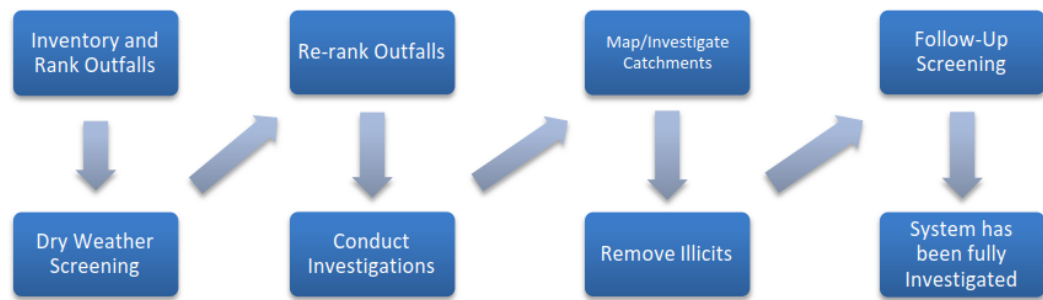 Inventory and
Rank Outfalls
Dry Weather
Screening
Re-rank Outfalls
Conduct
Investigations
Map/Investigate
Catchments
Remove Illicits
Follow-Up
Screening
System has
been fully
Investigated